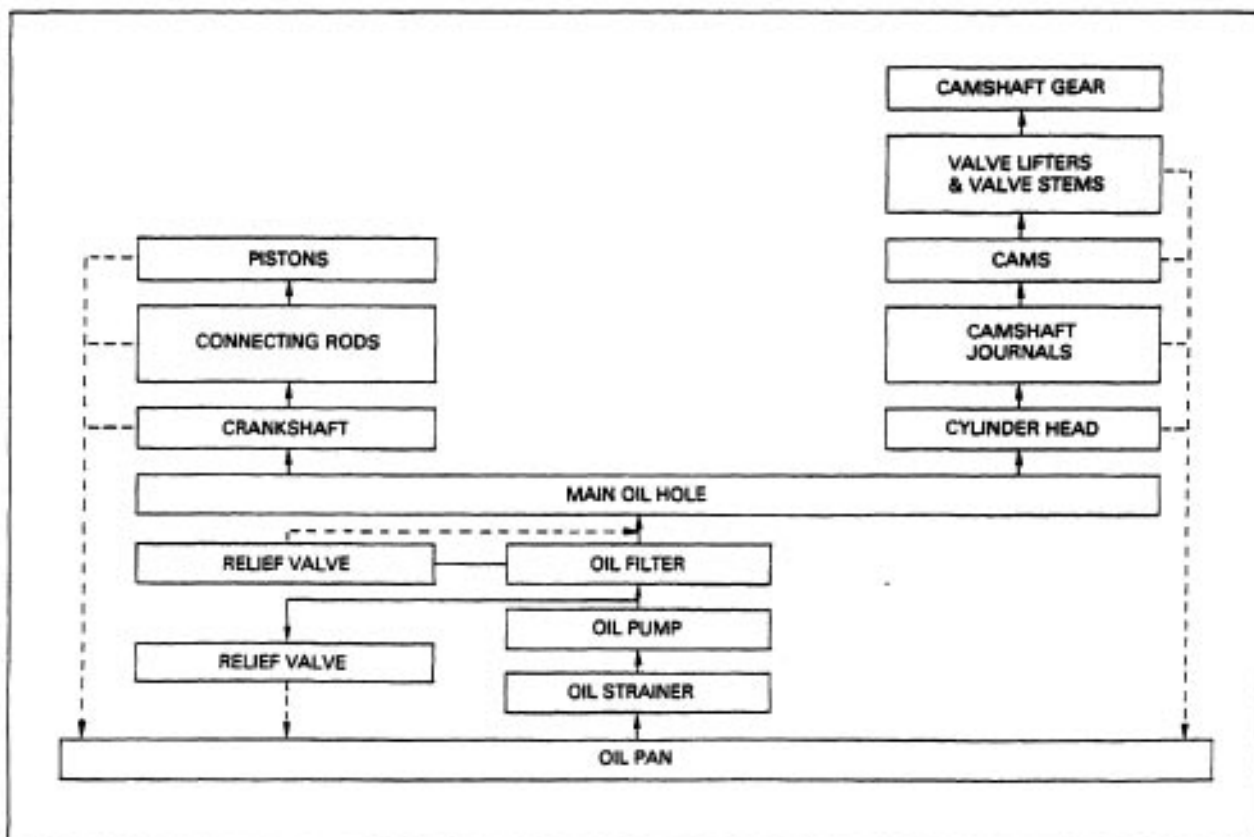 CAMSHAFT GEAR
VALVE LIFTERS
& VALVE STEMS
PISTONS
CAMS
CONNECTING RODS
CAMSHAFT
JOURNALS
CRANKSHAFT
CYLINDER HEAD
MAIN OIL HOLE
RELIEF VALVE
OIL FILTER
OIL PUMP
RELIEF VALVE
OIL STRAINER
OIL PAN